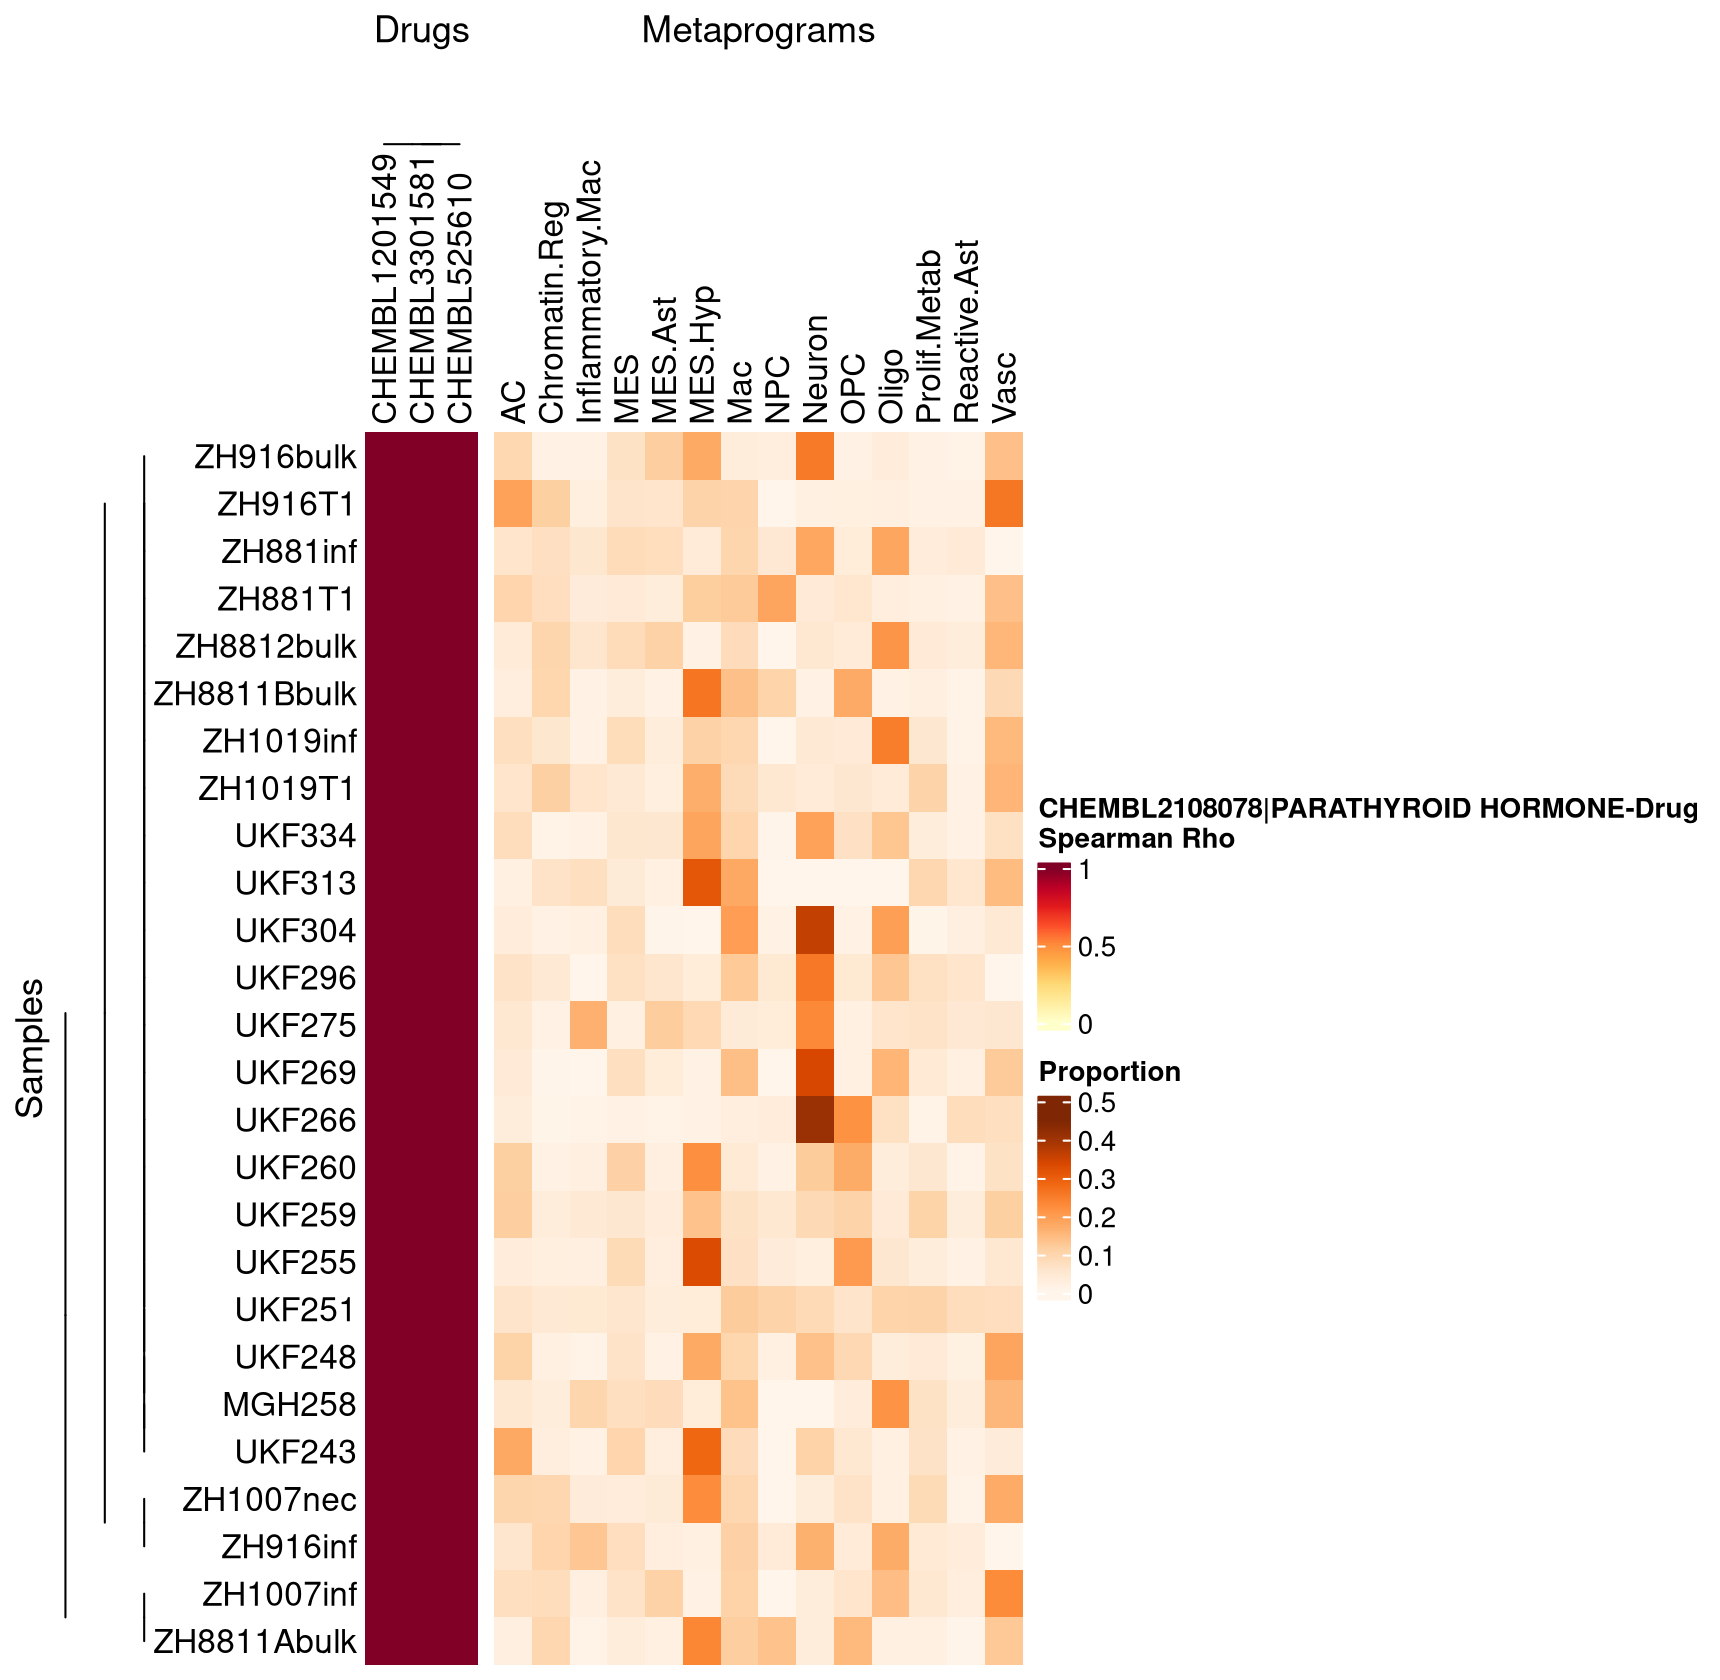 Drugs
Metaprograms
CHEMBL1201549
CHEMBL3301581
CHEMBL525610
AC
Chromatin.Reg
Inflammatory.Mac
MES
MES.Ast
MES.Hyp
Mac
NPC
Neuron
OPC
Oligo
Prolif.Metab
Reactive.Ast
Vasc
Samples
ZH916bulk
ZH916T1
ZH881inf
ZH881T1
ZH8812bulk
ZH8811Bbulk
ZH1019inf
ZH1019T1
UKF334
UKF313
UKF304
UKF296
UKF275
UKF269
UKF266
UKF260
UKF259
UKF255
UKF251
UKF248
MGH258
UKF243
ZH1007nec
ZH916inf
ZH1007inf
ZH8811Abulk
CHEMBL2108078|PARATHYROID HORMONE-Drug
Spearman Rho
1
0.5
0
Proportion
0.5
0.4
0.3
0.2
0.1
0